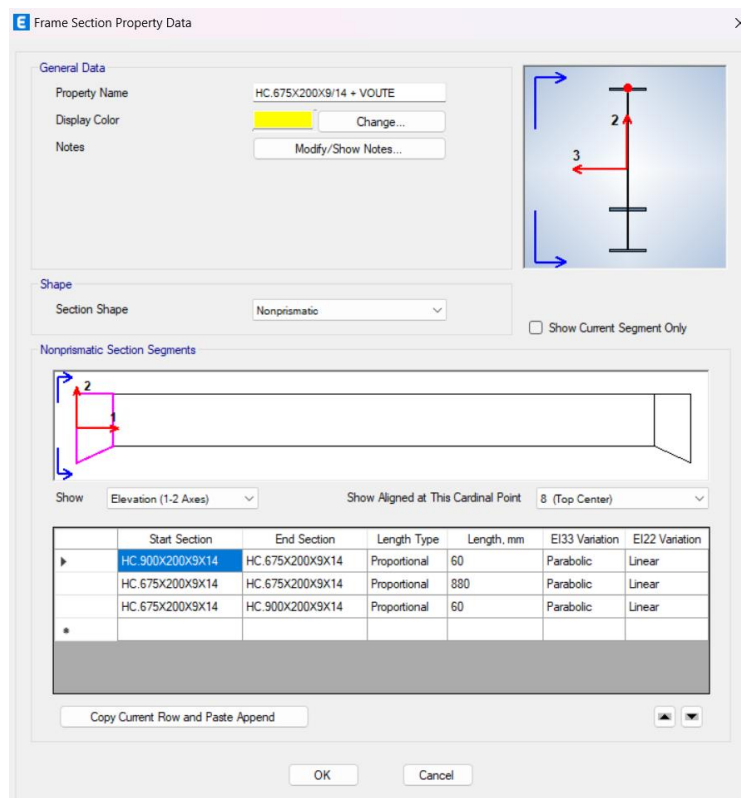 E Frame Section Property Data
General Data
Property Name HC.675X200X9/14 + VOUTE
Display Color Change...
Notes Modify/Show Notes...
2
3
Shape
Section Shape Nonprismatic
Show Current Segment Only
Nonprismatic Section Segments
2
1
Show Elevation (1-2 Axes) Show Aligned at This Cardinal Point 8 (Top Center)
Start Section End Section Length Type Length, mm EI33 Variation EI22 Variation
HC.900X200X9X14 HC.675X200X9X14 Proportional 60 Parabolic Linear
HC.675X200X9X14 HC.675X200X9X14 Proportional 880 Parabolic Linear
HC.675X200X9X14 HC.900X200X9X14 Proportional 60 Parabolic Linear
*
Copy Current Row and Paste Append
OK Cancel